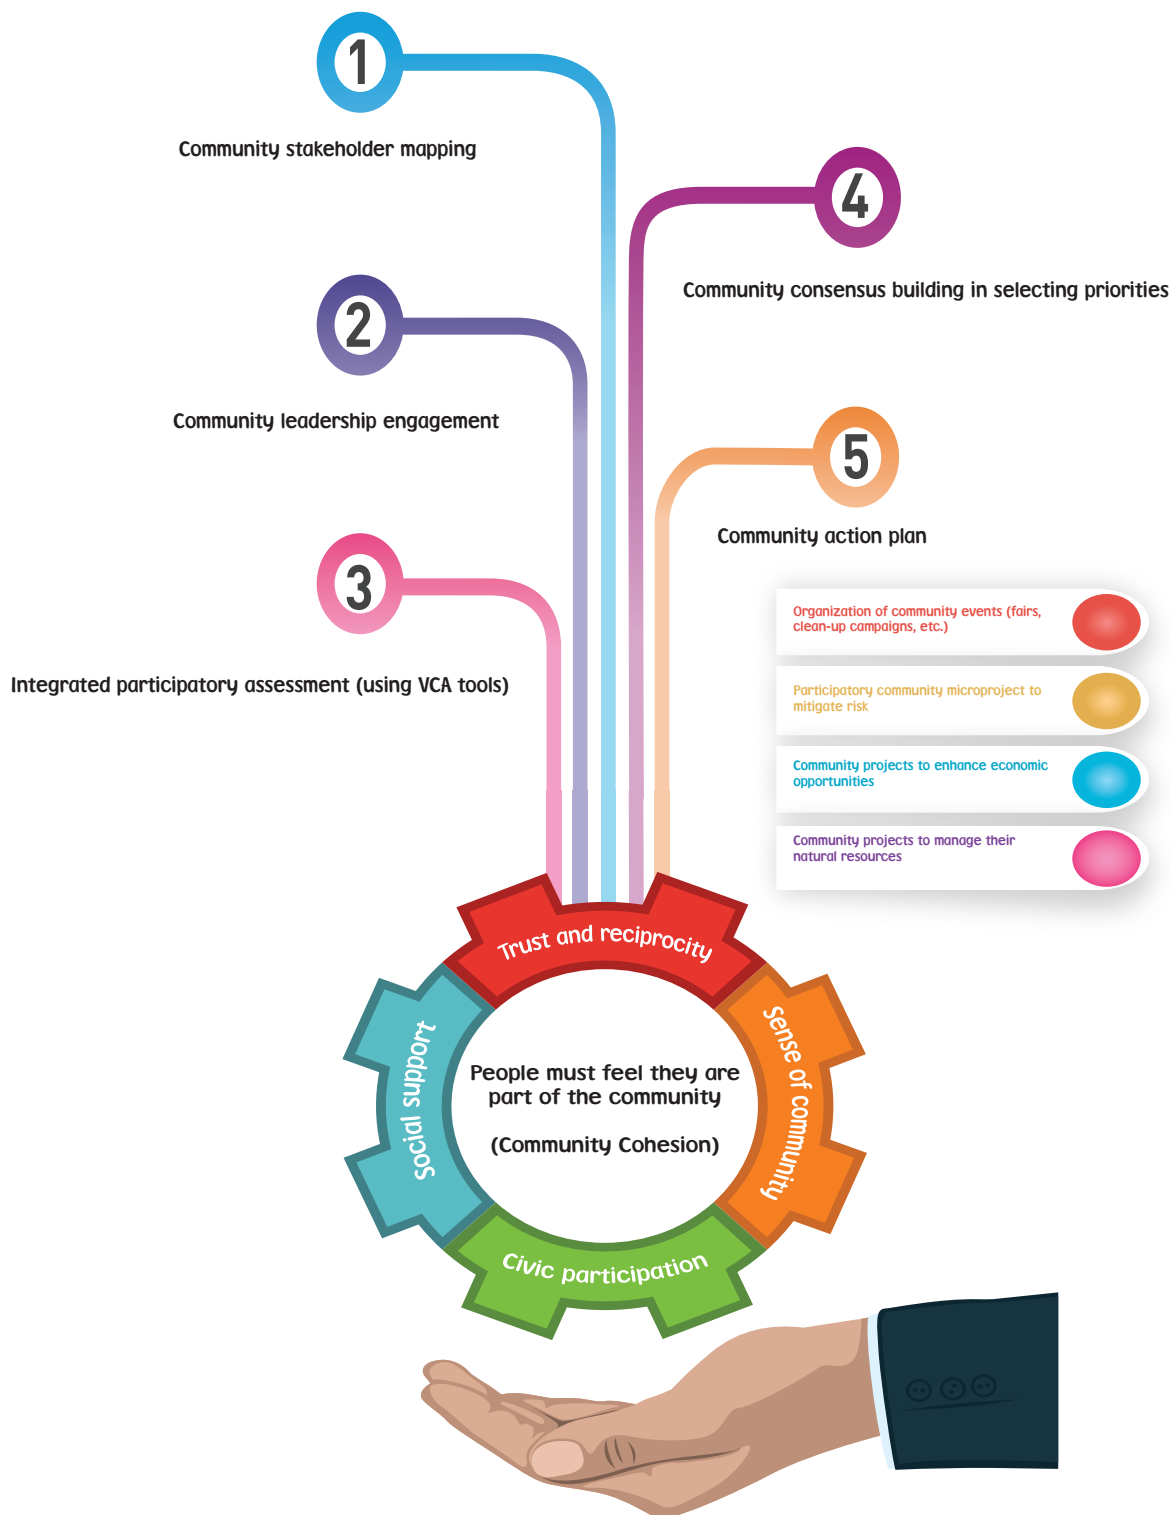 1
Community stakeholder mapping
2
Community leadership engagement
3
Integrated participatory assessment (using VCA tools)
4
Community consensus building in selecting priorities
5
Community action plan
Organization of community events (fairs,
clean-up campaigns, etc.)
Participatory community microproject to
mitigate risk
Community projects to enhance economic
opportunities
Community projects to manage their
natural resources
Trust and reciprocity
Social support
Sense of community
People must feel they are
part of the community
(Community Cohesion)
Civic participation